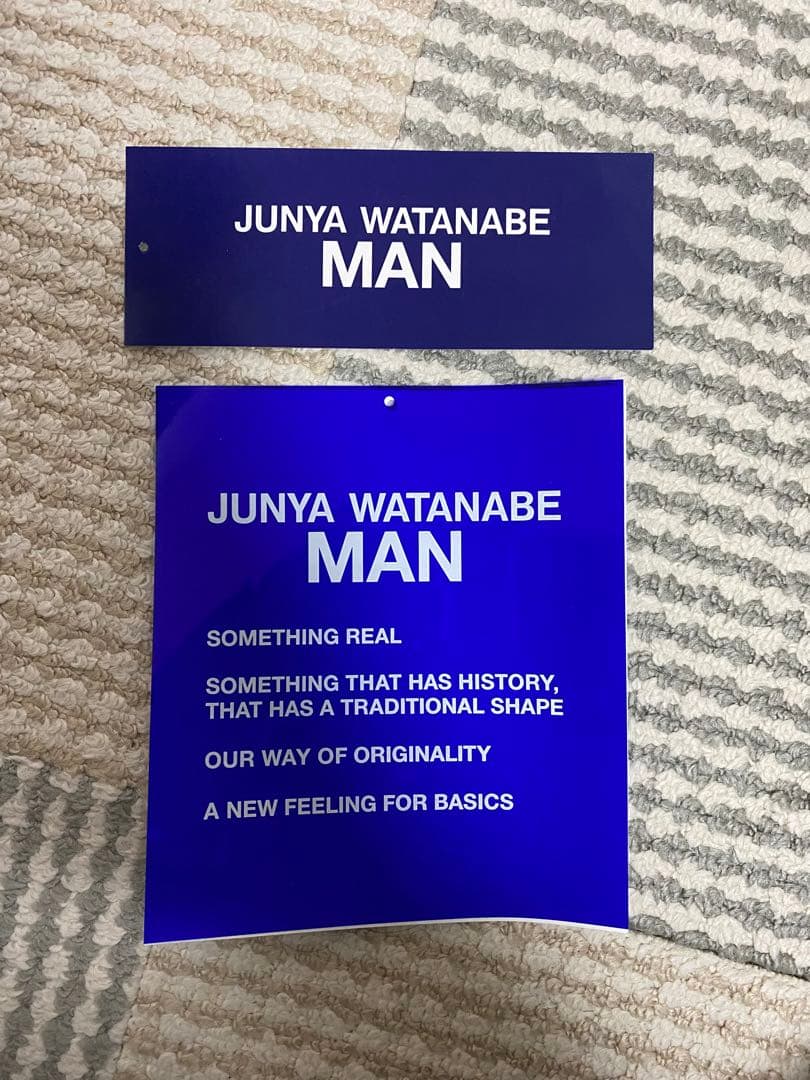 JUNYA WATANABE
MAN
JUNYA WATANABE
MAN
SOMETHING REAL
SOMETHING THAT HAS HISTORY,
THAT HAS A TRADITIONAL SHAPE
OUR WAY OF ORIGINALITY
A NEW FEELING FOR BASICS